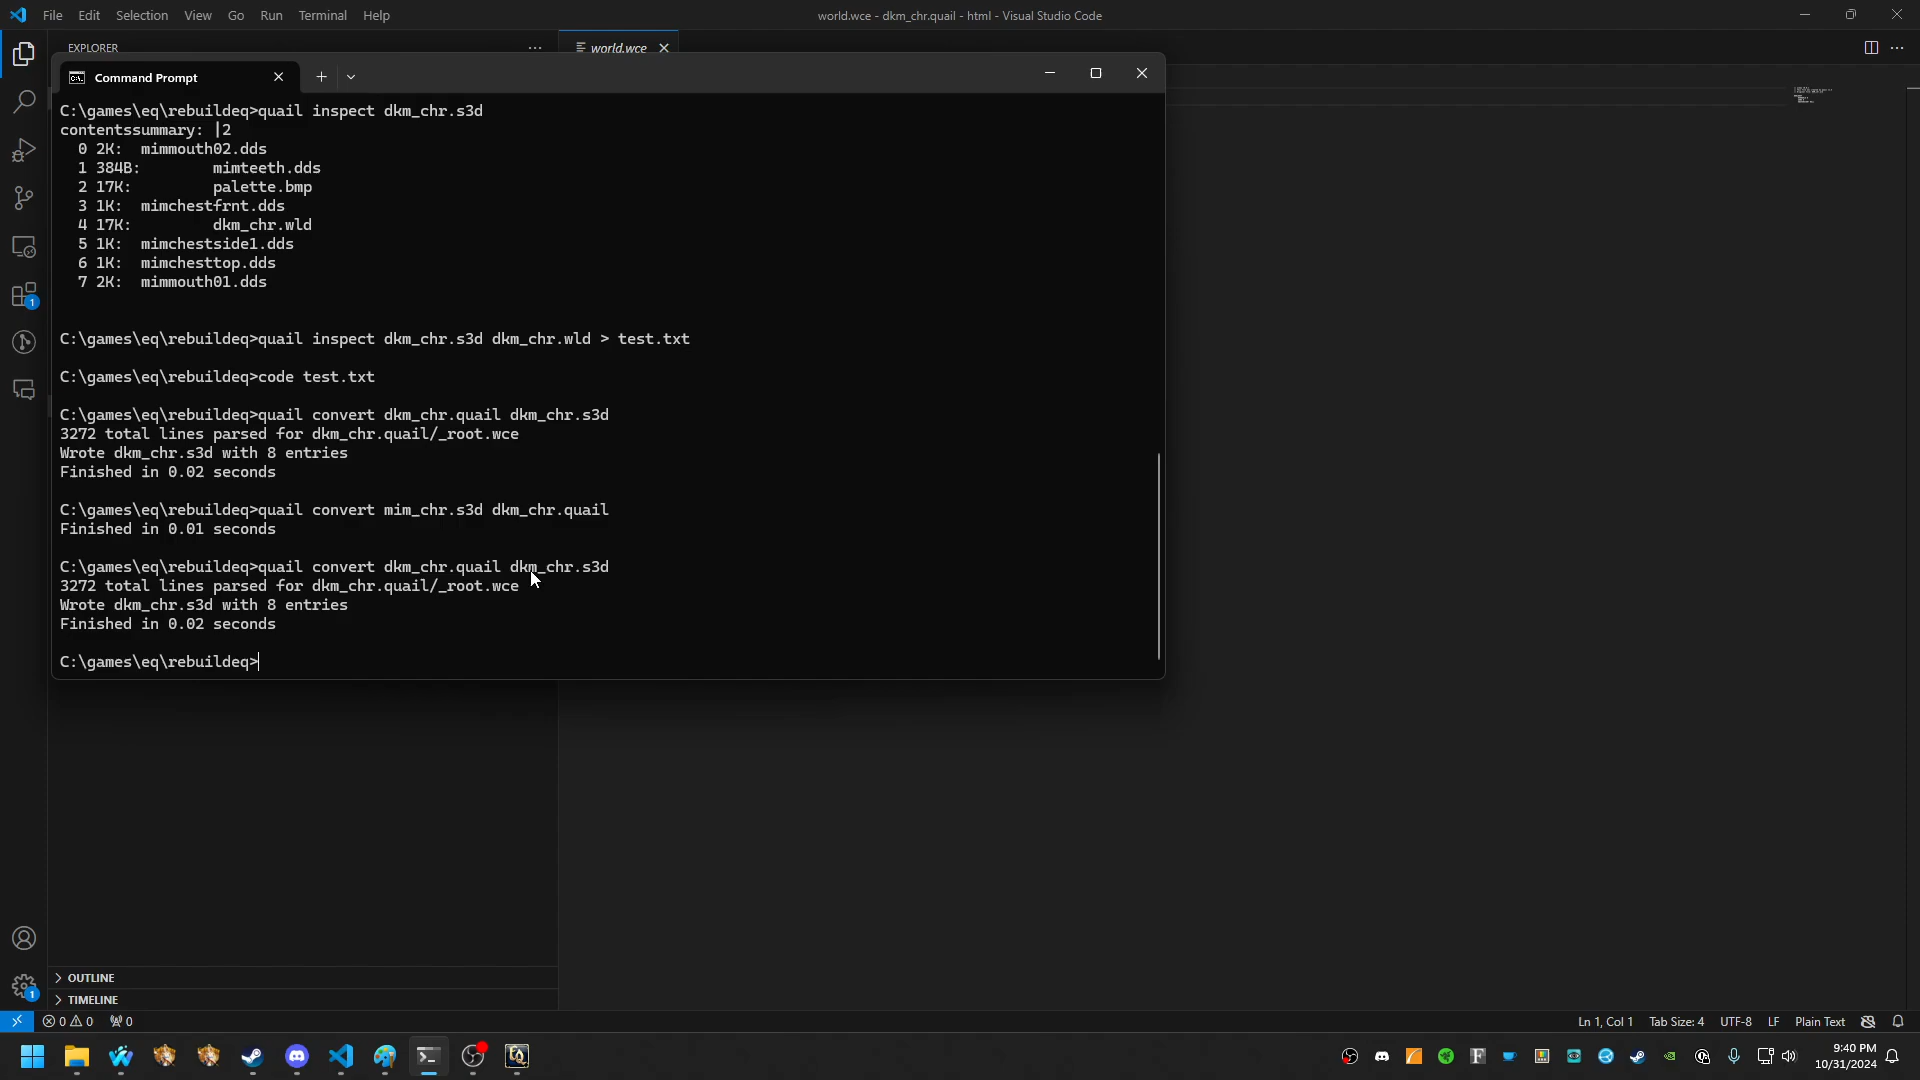 File Edit Selection View Go Run Terminal Help
world.wce - dkm_chr.quail - html - Visual Studio Code
EXPLORER
world.wce
Command Prompt
C:\games\eq\rebuildeq>quail inspect dkm_chr.s3d
contentssummary: |2
0 2K: mimmouth02.dds
1 384B: mimteeth.dds
2 17K: palette.bmp
3 1K: mimchestfrnt.dds
4 17K: dkm_chr.wld
5 1K: mimchestside1.dds
6 1K: mimchesttop.dds
7 2K: mimmouth01.dds
C:\games\eq\rebuildeq>quail inspect dkm_chr.s3d dkm_chr.wld > test.txt
C:\games\eq\rebuildeq>code test.txt
C:\games\eq\rebuildeq>quail convert dkm_chr.quail dkm_chr.s3d
3272 total lines parsed for dkm_chr.quail/_root.wce
Wrote dkm_chr.s3d with 8 entries
Finished in 0.02 seconds
C:\games\eq\rebuildeq>quail convert mim_chr.s3d dkm_chr.quail
Finished in 0.01 seconds
C:\games\eq\rebuildeq>quail convert dkm_chr.quail dkm_chr.s3d
3272 total lines parsed for dkm_chr.quail/_root.wce
Wrote dkm_chr.s3d with 8 entries
Finished in 0.02 seconds
C:\games\eq\rebuildeq>
OUTLINE
TIMELINE
0 0 0
Ln 1, Col 1 Tab Size: 4 UTF-8 LF Plain Text
9:40 PM
10/31/2024